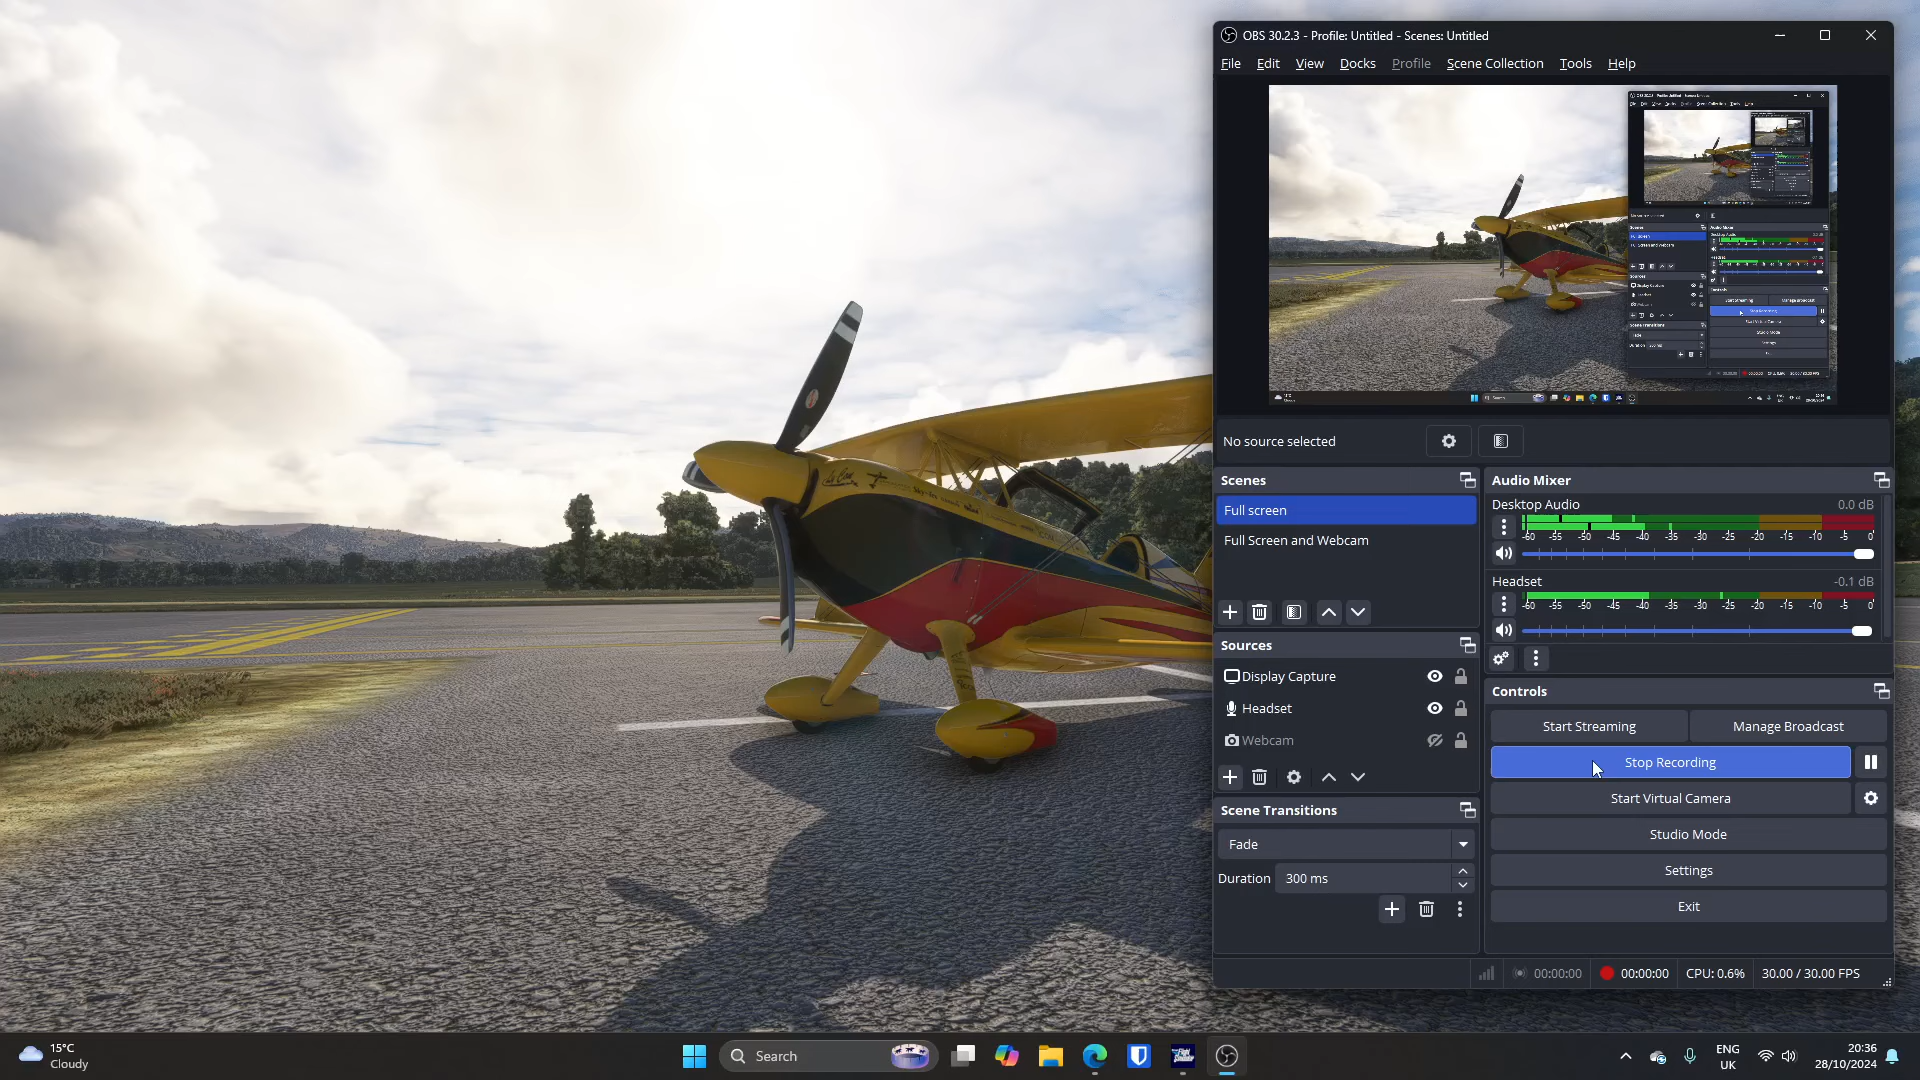 OBS 30.2.3 - Profile: Untitled - Scenes: Untitled
File Edit View Docks Profile Scene Collection Tools Help
No source selected
Scenes
Full screen
Full Screen and Webcam
Sources
Display Capture
Headset
Webcam
Scene Transitions
Fade
Duration 300 ms
Audio Mixer
Desktop Audio 0.0 dB
-60 -55 -50 -45 -40 -35 -30 -25 -20 -15 -10 -5 0
Headset -0.1 dB
-60 -55 -50 -45 -40 -35 -30 -25 -20 -15 -10 -5 0
Controls
Start Streaming Manage Broadcast
Stop Recording
Start Virtual Camera
Studio Mode
Settings
Exit
00:00:00 00:00:00 CPU: 0.6% 30.00 / 30.00 FPS
15°C
Cloudy
Search
ENG
UK
20:36
28/10/2024